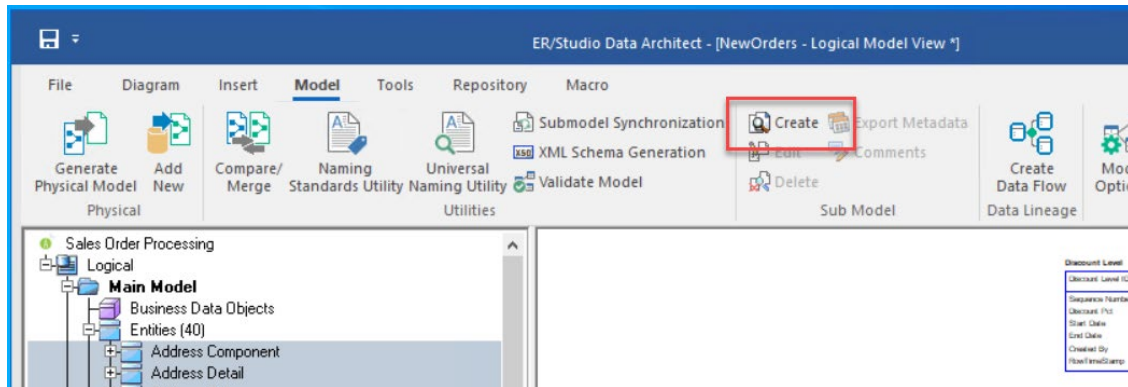 ER/Studio Data Architect - [NewOrders - Logical Model View *]
File Diagram Insert Model Tools Repository Macro
Generate Physical Model
Add New
Compare/ Merge
Naming Standards Utility
Universal Naming Utility
Submodel Synchronization
XML Schema Generation
Validate Model
Create
Edit
Delete
Export Metadata
Comments
Create Data Flow
Physical
Utilities
Sub Model
Data Lineage
Sales Order Processing
Logical
Main Model
Business Data Objects
Entities (40)
Address Component
Address Detail
Discount Level
Discount Level ID
Sequence Numbe
Discount Pct
Start Date
End Date
Created By
RowTimeStamp